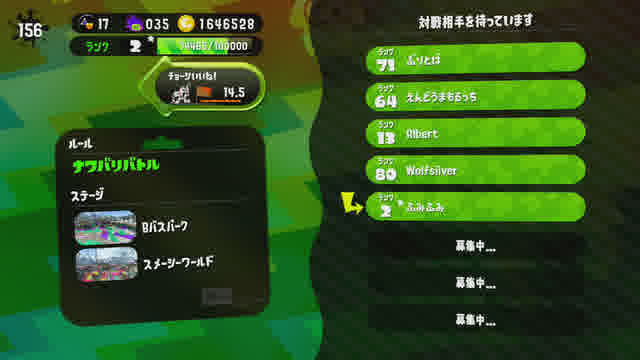 156
17
035
1646528
ランク 2
/100000
チョーシいいね!
14.5
ルール
ナワバリバトル
ステージ
Bバスパーク
スメーシーワールド
対戦相手を待っています
ランク 71 ぷりとば
ランク 64 えんどうまもるっち
ランク 13 Albert
ランク 80 Wolfsilver
ランク 2 ふみふみ
募集中...
募集中...
募集中...